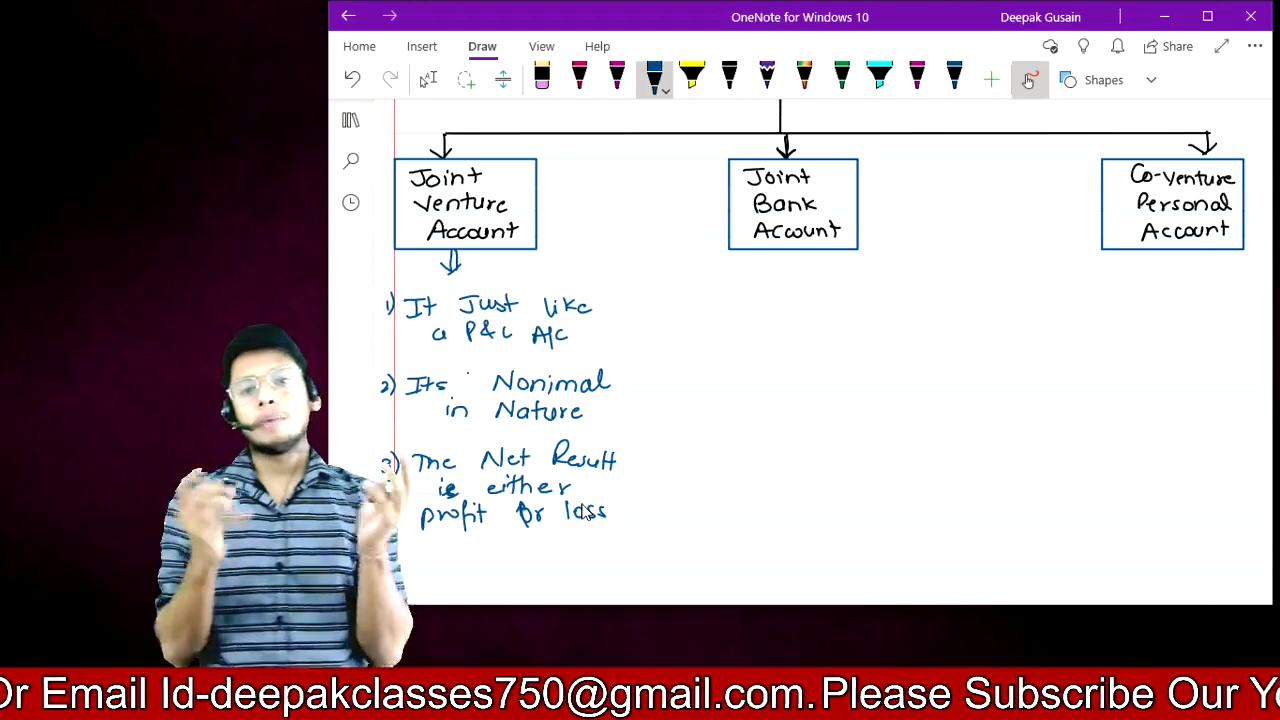 OneNote for Windows 10
Deepak Gusain
Home Insert Draw View Help
Share
Shapes
Joint
Venture
Account
Joint
Bank
Account
Co-venture
Personal
Account
1) It Just like
a P&L A/c
2) Its Nonimal
in Nature
3) The Net Result
is either
profit or loss
Or Email Id-deepakclasses750@gmail.com. Please Subscribe Our Yo